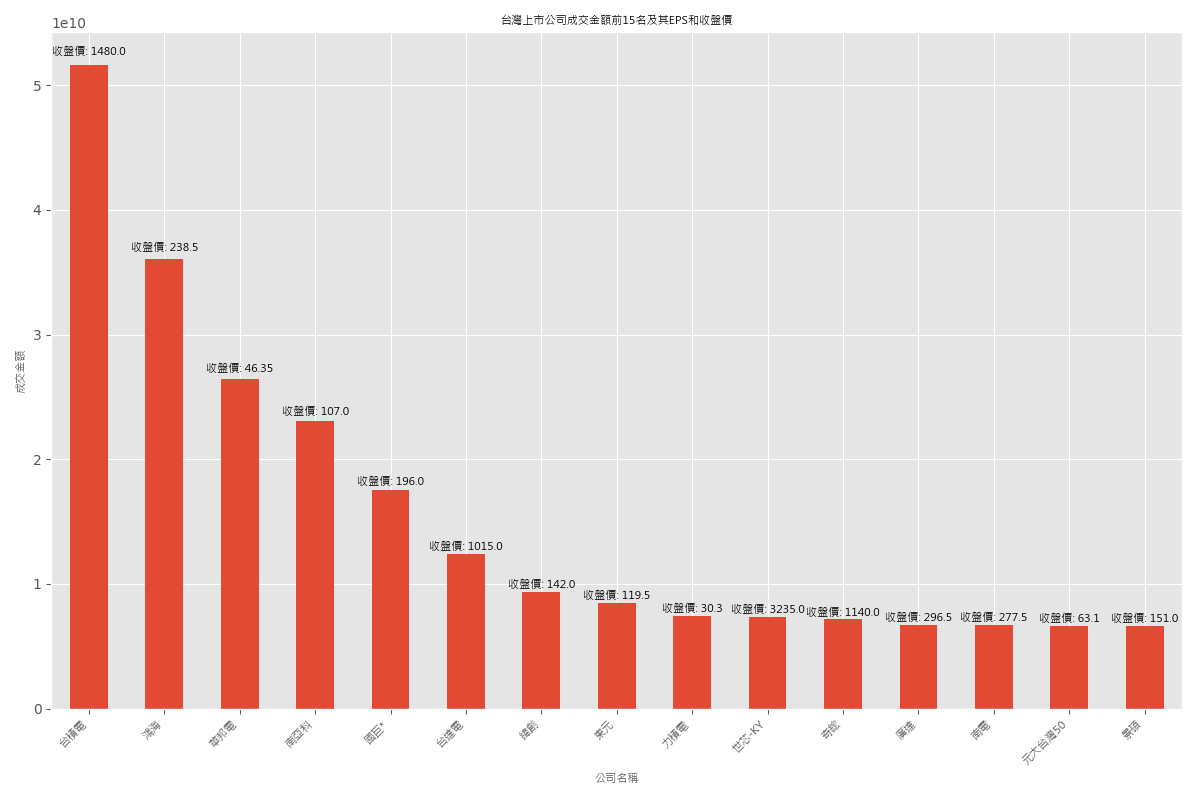 台灣上市公司成交金額前15名及其EPS和收盤價
1e10
收盤價: 1480.0
收盤價: 238.5
收盤價: 46.35
收盤價: 107.0
收盤價: 196.0
收盤價: 1015.0
收盤價: 142.0
收盤價: 119.5
收盤價: 30.3
收盤價: 3235.0
收盤價: 1140.0
收盤價: 296.5
收盤價: 277.5
收盤價: 63.1
收盤價: 151.0
5
4
3
2
1
0
成交金額
台積電
鴻海
華邦電
南亞科
國巨*
台達電
緯創
東元
力積電
世芯-KY
奇鋐
廣達
南電
元大台灣50
景碩
公司名稱